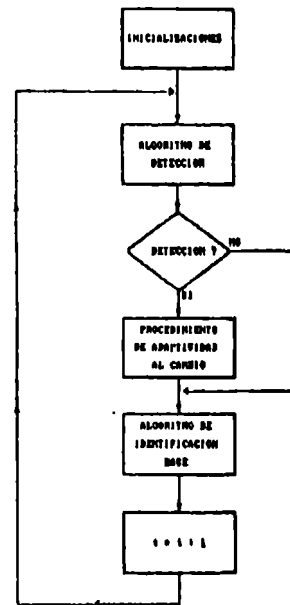 INICIALIZACIONES
ALGORITMO DE
DETECCION
DETECCION ?
NO
SI
PROCEDIMIENTO
DE ADAPTIVIDAD
AL CAMBIO
ALGORITMO DE
IDENTIFICACION
BASE